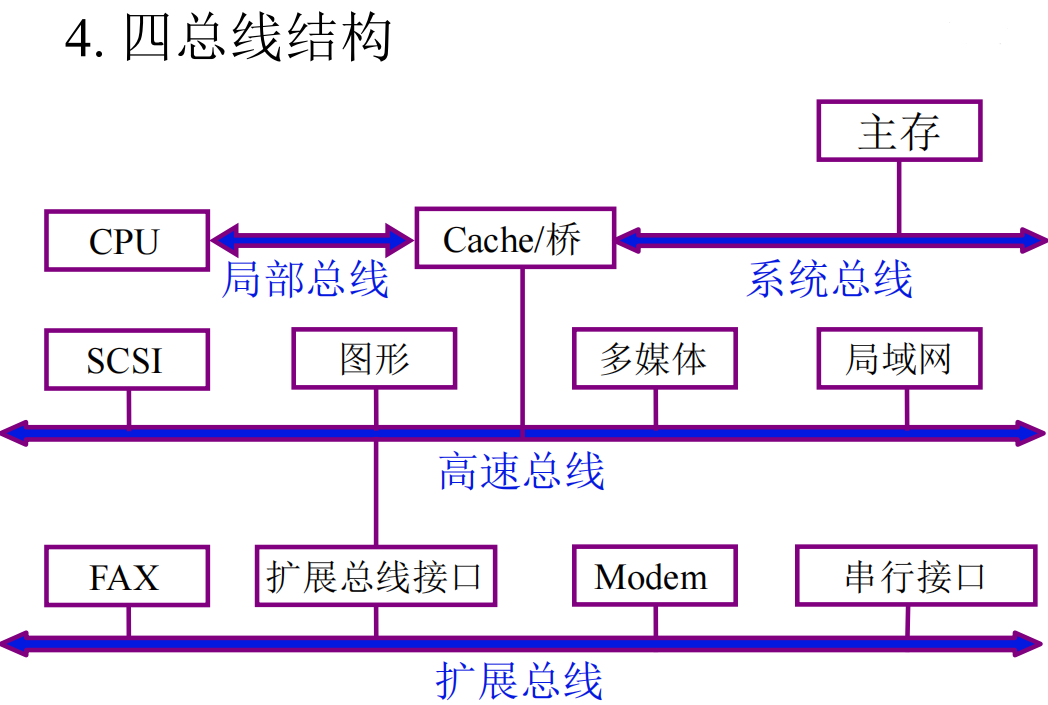 4. 四总线结构
主存
CPU
Cache/桥
局部总线
系统总线
SCSI
图形
多媒体
局域网
高速总线
FAX
扩展总线接口
Modem
串行接口
扩展总线